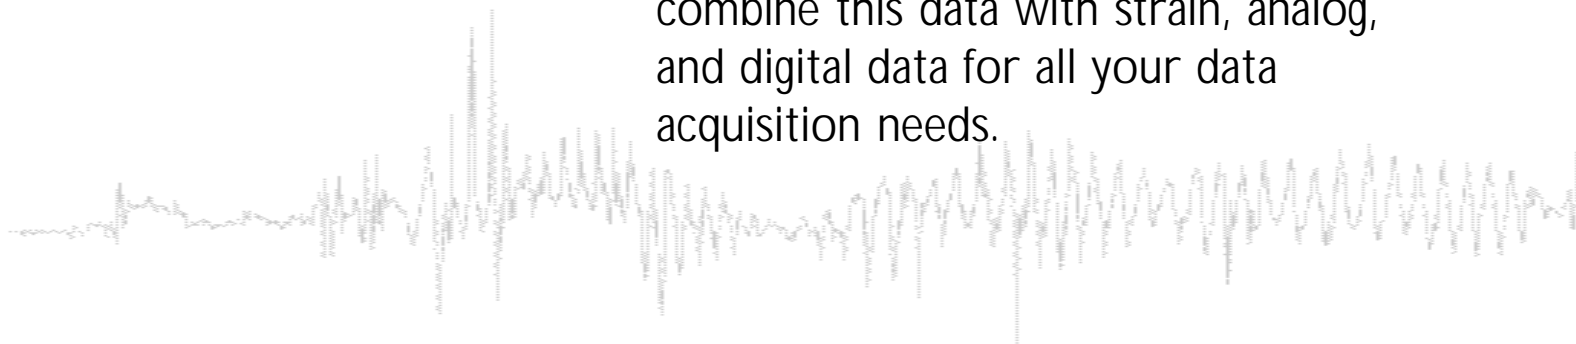 combine this data with strain, analog,
and digital data for all your data
acquisition needs.